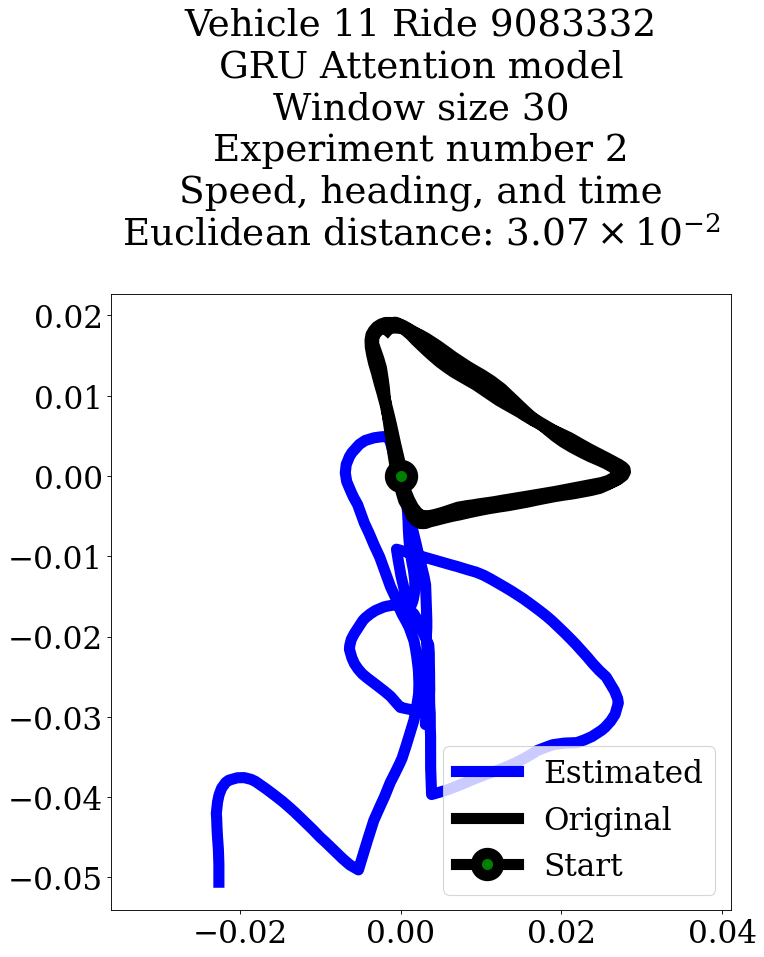 Vehicle 11 Ride 9083332
GRU Attention model
Window size 30
Experiment number 2
Speed, heading, and time
Euclidean distance: 3.07 × 10⁻²
0.02
0.01
0.00
−0.01
−0.02
−0.03
−0.04
−0.05
Estimated
Original
Start
−0.02 0.00 0.02 0.04